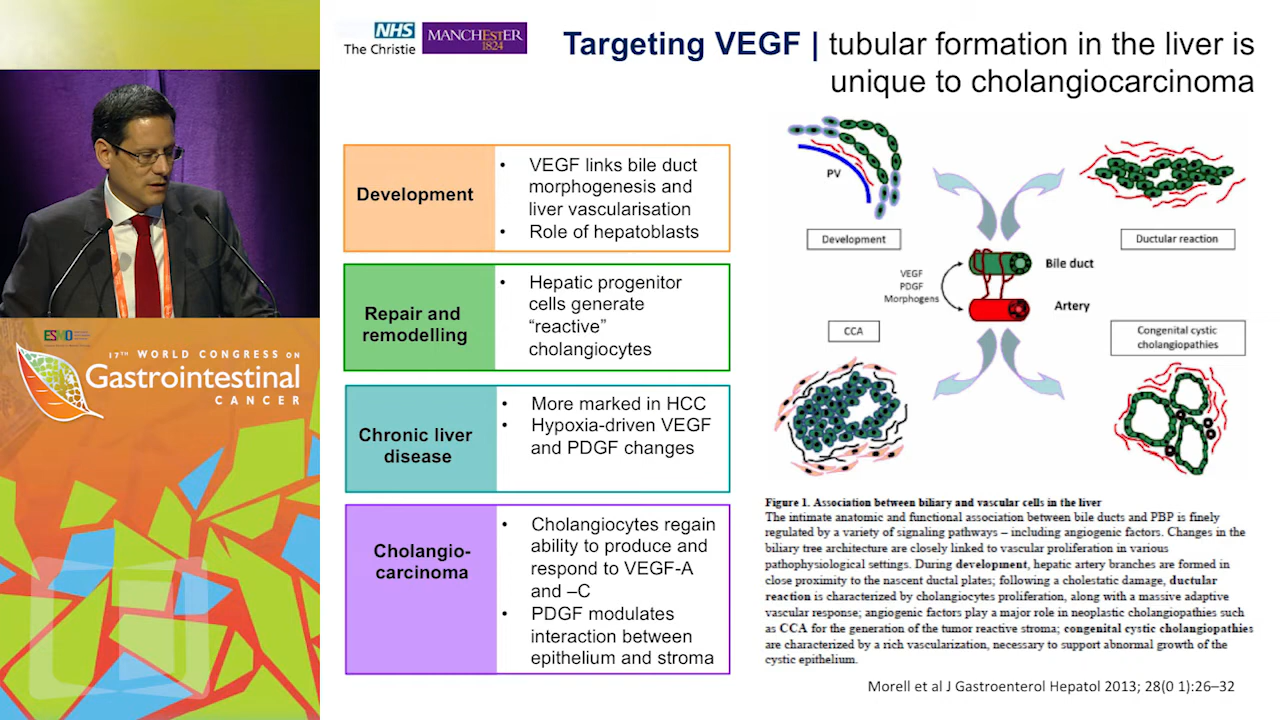 NHS
The Christie
MANCHESTER
1824
Targeting VEGF | tubular formation in the liver is
unique to cholangiocarcinoma
Development
• VEGF links bile duct
morphogenesis and
liver vascularisation
• Role of hepatoblasts
Repair and
remodelling
• Hepatic progenitor
cells generate
“reactive”
cholangiocytes
Chronic liver
disease
• More marked in HCC
• Hypoxia-driven VEGF
and PDGF changes
Cholangio-
carcinoma
• Cholangiocytes regain
ability to produce and
respond to VEGF-A
and –C
• PDGF modulates
interaction between
epithelium and stroma
PV
Development
Ductular reaction
VEGF
PDGF
Morphogens
Bile duct
Artery
CCA
Congenital cystic
cholangiopathies
Figure 1. Association between biliary and vascular cells in the liver
The intimate anatomic and functional association between bile ducts and PBP is finely
regulated by a variety of signaling pathways – including angiogenic factors. Changes in the
biliary tree architecture are closely linked to vascular proliferation in various
pathophysiological settings. During development, hepatic artery branches are formed in
close proximity to the nascent ductal plates; following a cholestatic damage, ductular
reaction is characterized by cholangiocytes proliferation, along with a massive adaptive
vascular response; angiogenic factors play a major role in neoplastic cholangiopathies such
as CCA for the generation of the tumor reactive stroma; congenital cystic cholangiopathies
are characterized by a rich vascularization, necessary to support abnormal growth of the
cystic epithelium.
Morell et al J Gastroenterol Hepatol 2013; 28(0 1):26–32
ESMO
17TH WORLD CONGRESS ON
Gastrointestinal
CANCER